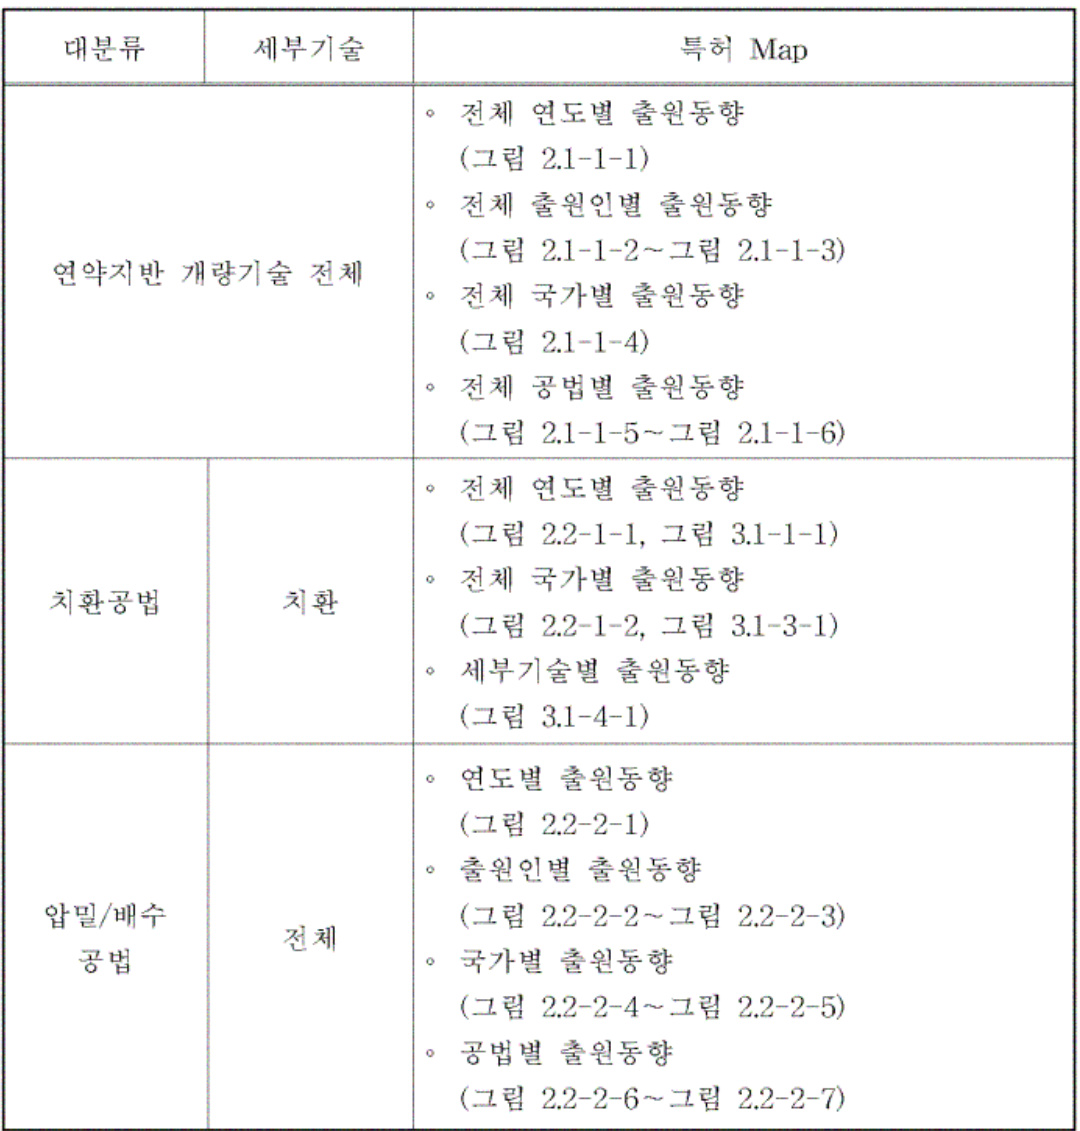 대분류 세부기술 특허 Map
연약지반 개량기술 전체
◦ 전체 연도별 출원동향
(그림 2.1-1-1)
◦ 전체 출원인별 출원동향
(그림 2.1-1-2~그림 2.1-1-3)
◦ 전체 국가별 출원동향
(그림 2.1-1-4)
◦ 전체 공법별 출원동향
(그림 2.1-1-5~그림 2.1-1-6)
치환공법
치환
◦ 전체 연도별 출원동향
(그림 2.2-1-1, 그림 3.1-1-1)
◦ 전체 국가별 출원동향
(그림 2.2-1-2, 그림 3.1-3-1)
◦ 세부기술별 출원동향
(그림 3.1-4-1)
압밀/배수
공법
전체
◦ 연도별 출원동향
(그림 2.2-2-1)
◦ 출원인별 출원동향
(그림 2.2-2-2~그림 2.2-2-3)
◦ 국가별 출원동향
(그림 2.2-2-4~그림 2.2-2-5)
◦ 공법별 출원동향
(그림 2.2-2-6~그림 2.2-2-7)